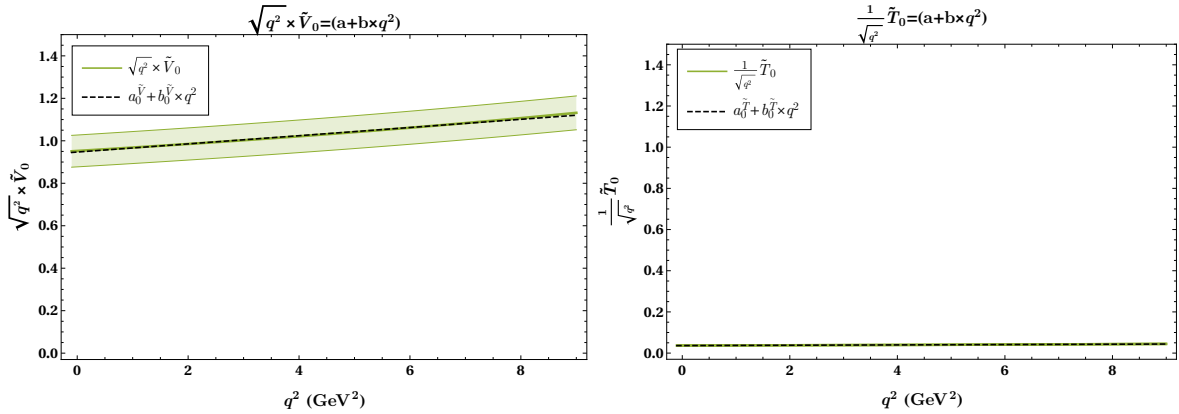 √q² × Ṽ₀=(a+b×q²)
1.4
1.2
1.0
0.8
0.6
0.4
0.2
0.0
√q² × Ṽ₀
√q² × Ṽ₀
a₀^Ṽ + b₀^Ṽ × q²
0 2 4 6 8
q² (GeV²)
1/√q² T̃₀=(a+b×q²)
1.4
1.2
1.0
0.8
0.6
0.4
0.2
0.0
1/√q² T̃₀
1/√q² T̃₀
a₀^T̃ + b₀^T̃ × q²
0 2 4 6 8
q² (GeV²)